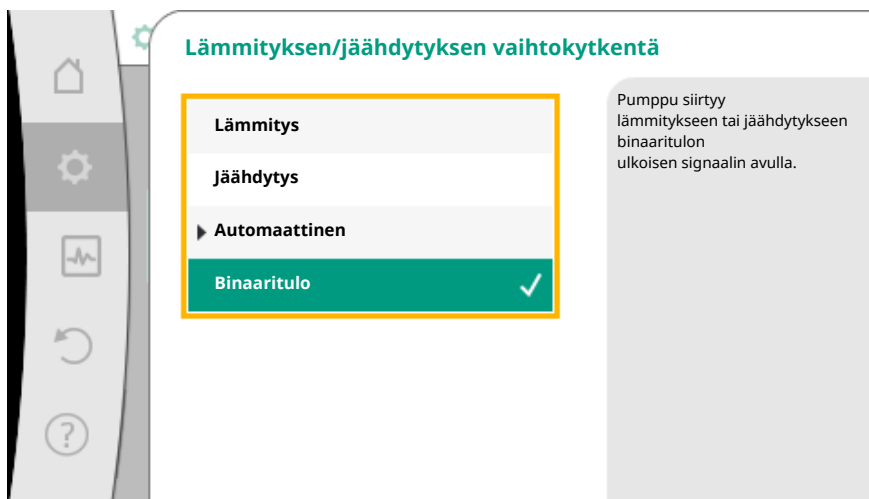 Lämmityksen/jäähdytyksen vaihtokytkentä
Lämmitys
Jäähdytys
Automaattinen
Binaaritulo
Pumppu siirtyy
lämmitykseen tai jäähdytykseen
binaaritulon
ulkoisen signaalin avulla.
?